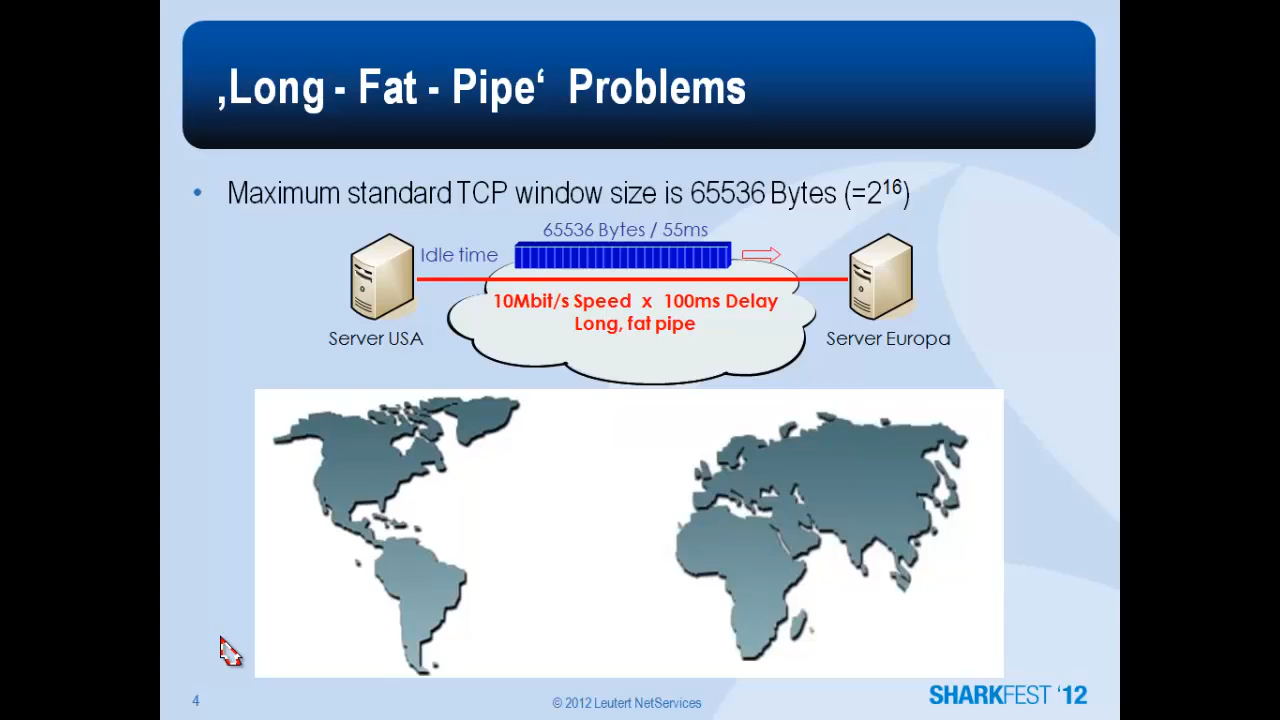 ‚Long - Fat - Pipe‘ Problems
• Maximum standard TCP window size is 65536 Bytes (=2¹⁶)
65536 Bytes / 55ms
Idle time
10Mbit/s Speed x 100ms Delay
Long, fat pipe
Server USA
Server Europa
4
© 2012 Leutert NetServices
SHARKFEST ‘12